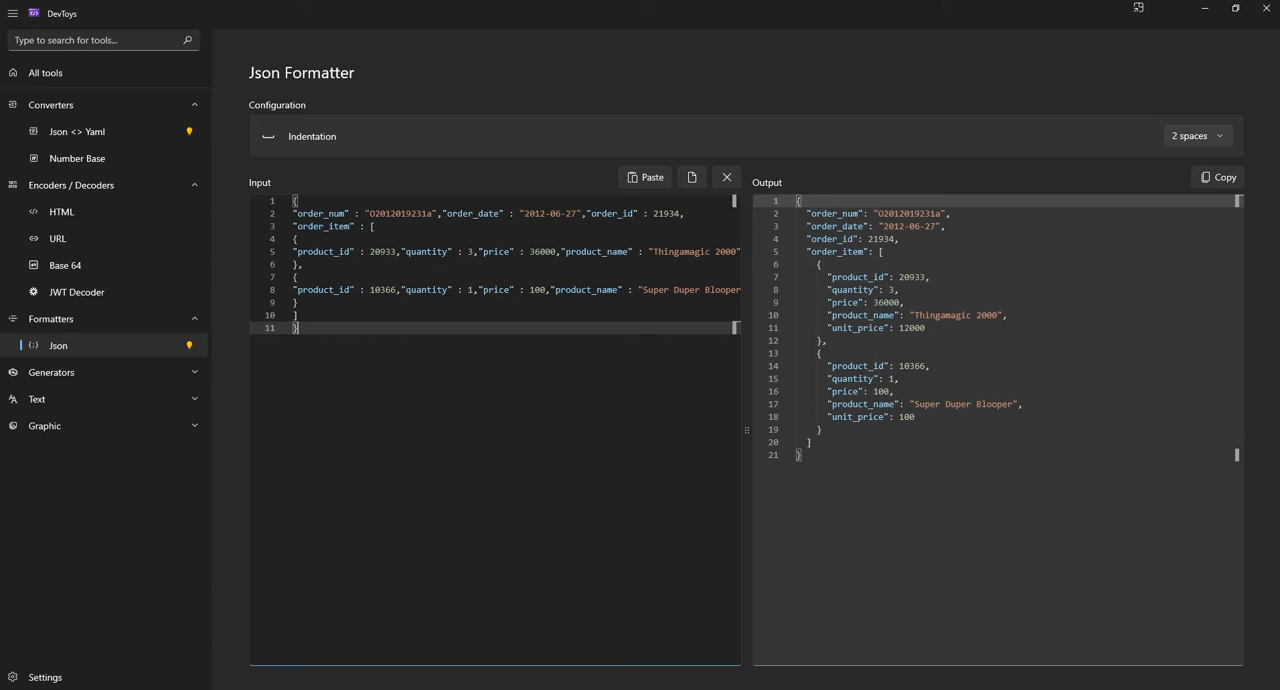 DevToys
Type to search for tools...
All tools
Converters
Json <> Yaml
Number Base
Encoders / Decoders
HTML
URL
Base 64
JWT Decoder
Formatters
Json
Generators
Text
Graphic
Settings
Json Formatter
Configuration
Indentation
2 spaces
Input
Paste
1 {
2 "order_num" : "O2012019231a","order_date" : "2012-06-27","order_id" : 21934,
3 "order_item" : [
4 {
5 "product_id" : 20933,"quantity" : 3,"price" : 36000,"product_name" : "Thingamagic 2000"
6 },
7 {
8 "product_id" : 10366,"quantity" : 1,"price" : 100,"product_name" : "Super Duper Blooper
9 }
10 ]
11 }
Output
Copy
1 {
2 "order_num": "O2012019231a",
3 "order_date": "2012-06-27",
4 "order_id": 21934,
5 "order_item": [
6 {
7 "product_id": 20933,
8 "quantity": 3,
9 "price": 36000,
10 "product_name": "Thingamagic 2000",
11 "unit_price": 12000
12 },
13 {
14 "product_id": 10366,
15 "quantity": 1,
16 "price": 100,
17 "product_name": "Super Duper Blooper",
18 "unit_price": 100
19 }
20 ]
21 }